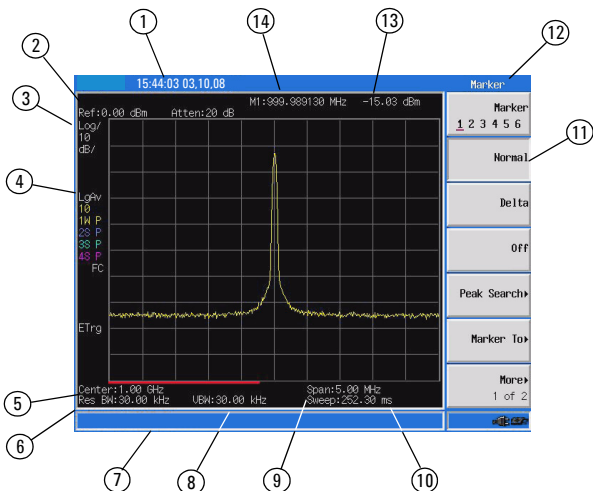 1
14
13
12
2
15:44:03 03,10,08
Marker
M1:999.989130 MHz -15.03 dBm
3
Ref:0.00 dBm Atten:20 dB
Marker
1 2 3 4 5 6
Log/
10
dB/
11
Normal
4
LgAv
10
1W P
2S P
3S P
4S P
FC
Delta
Off
Peak Search
ETrg
Marker To
5
Center:1.00 GHz Span:5.00 MHz
Res BW:30.00 kHz VBW:30.00 kHz Sweep:252.30 ms
More
1 of 2
6
7
8
9
10